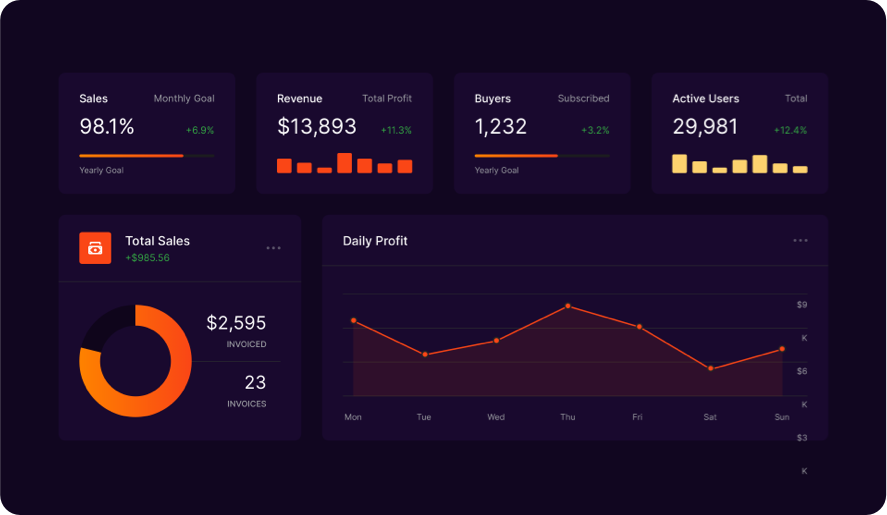 Sales Monthly Goal
98.1% +6.9%
Yearly Goal
Revenue Total Profit
$13,893 +11.3%
Buyers Subscribed
1,232 +3.2%
Yearly Goal
Active Users Total
29,981 +12.4%
Total Sales
+$985.56
$2,595
INVOICED
23
INVOICES
Daily Profit
$9
K
$6
K
$3
K
Mon Tue Wed Thu Fri Sat Sun